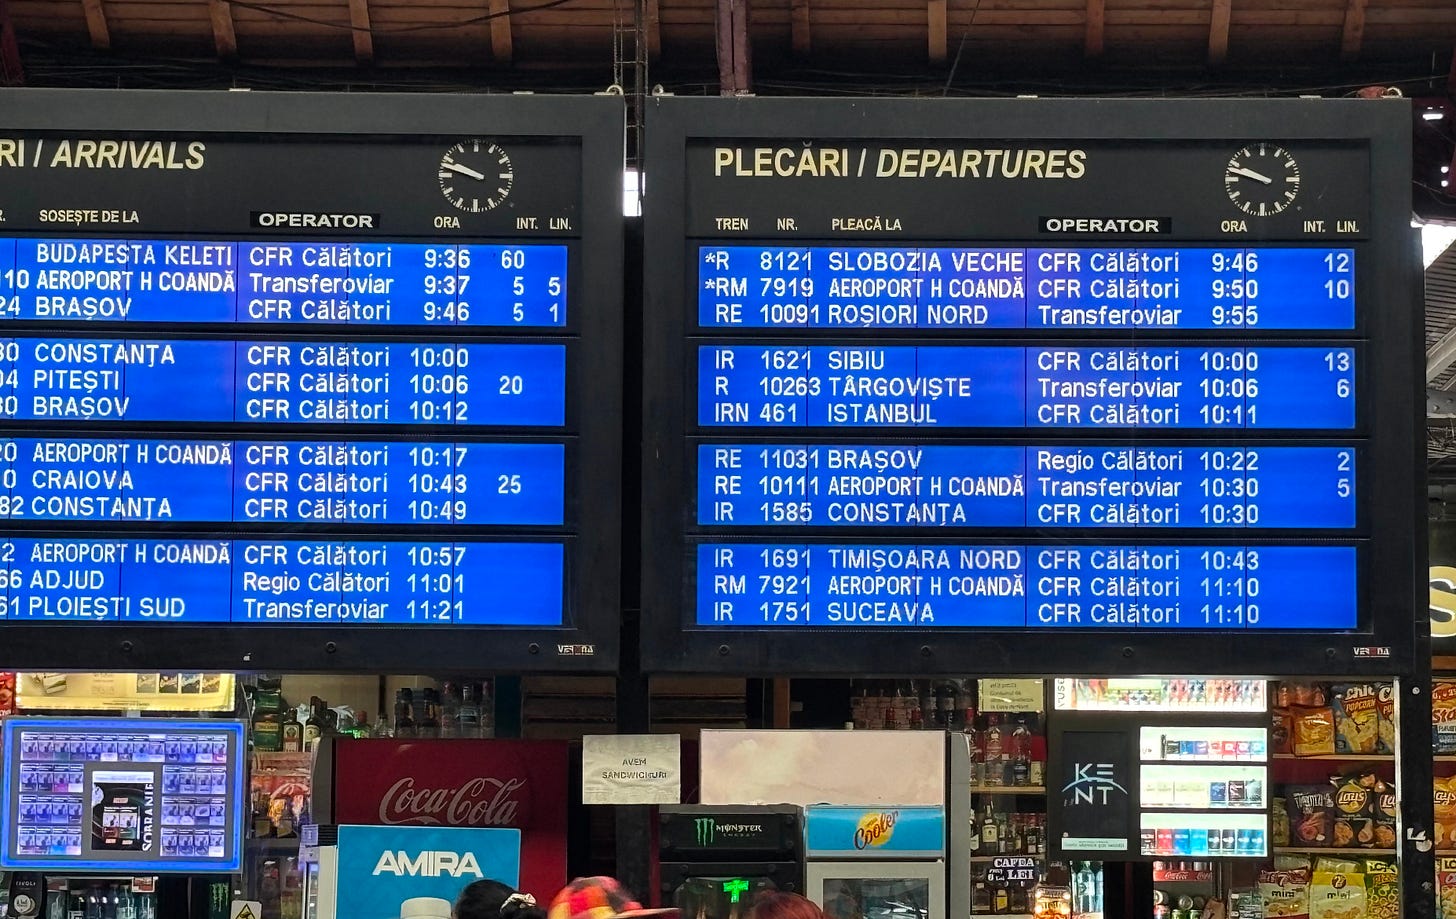 RI / ARRIVALS
R. SOSEȘTE DE LA OPERATOR ORA INT. LIN.
BUDAPESTA KELETI CFR Călători 9:36 60
10 AEROPORT H COANDĂ Transferoviar 9:37 5 5
24 BRAȘOV CFR Călători 9:46 5 1
30 CONSTANȚA CFR Călători 10:00
04 PITEȘTI CFR Călători 10:06 20
30 BRAȘOV CFR Călători 10:12
20 AEROPORT H COANDĂ CFR Călători 10:17
0 CRAIOVA CFR Călători 10:43 25
82 CONSTANȚA CFR Călători 10:49
2 AEROPORT H COANDĂ CFR Călători 10:57
66 ADJUD Regio Călători 11:01
61 PLOIEȘTI SUD Transferoviar 11:21
PLECĂRI / DEPARTURES
TREN NR. PLEACĂ LA OPERATOR ORA INT. LIN.
*R 8121 SLOBOZIA VECHE CFR Călători 9:46 12
*RM 7919 AEROPORT H COANDĂ CFR Călători 9:50 10
RE 10091 ROȘIORI NORD Transferoviar 9:55
IR 1621 SIBIU CFR Călători 10:00 13
R 10263 TÂRGOVIȘTE Transferoviar 10:06 6
IRN 461 ISTANBUL CFR Călători 10:11
RE 11031 BRAȘOV Regio Călători 10:22 2
RE 10111 AEROPORT H COANDĂ Transferoviar 10:30 5
IR 1585 CONSTANȚA CFR Călători 10:30
IR 1691 TIMIȘOARA NORD CFR Călători 10:43
RM 7921 AEROPORT H COANDĂ CFR Călători 11:10
IR 1751 SUCEAVA CFR Călători 11:10
SOBRANIE
Coca-Cola
AMIRA
AVEM
SANDWICHURI
MONSTER
ENERGY
Cooler
KENT
CAFEA
6 LEI
Chio
POPCORN
LAY'S
7